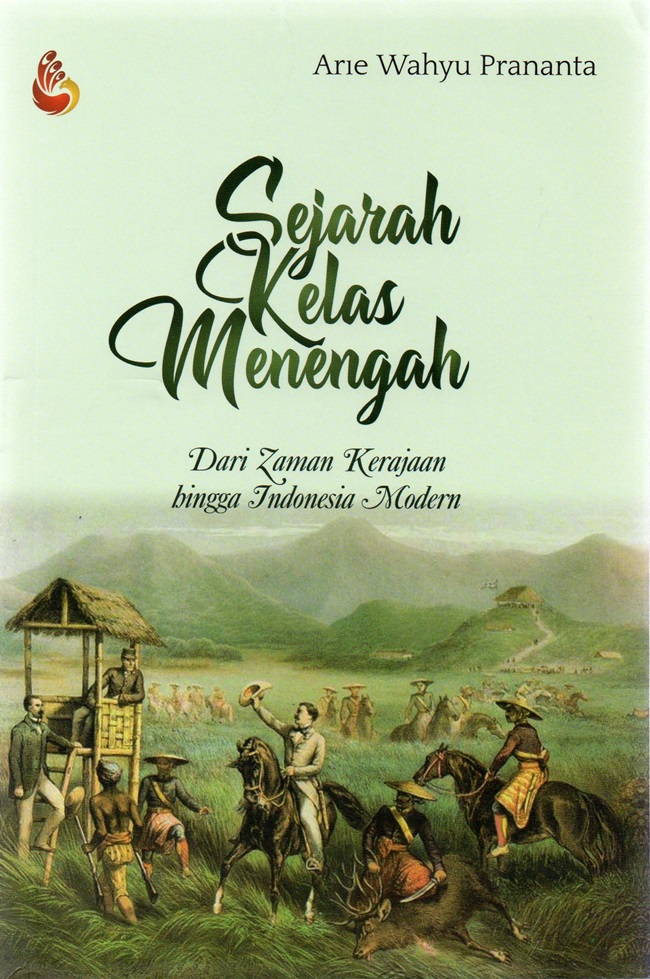 Arie Wahyu Prananta
Sejarah
Kelas
Menengah
Dari Zaman Kerajaan
hingga Indonesia Modern